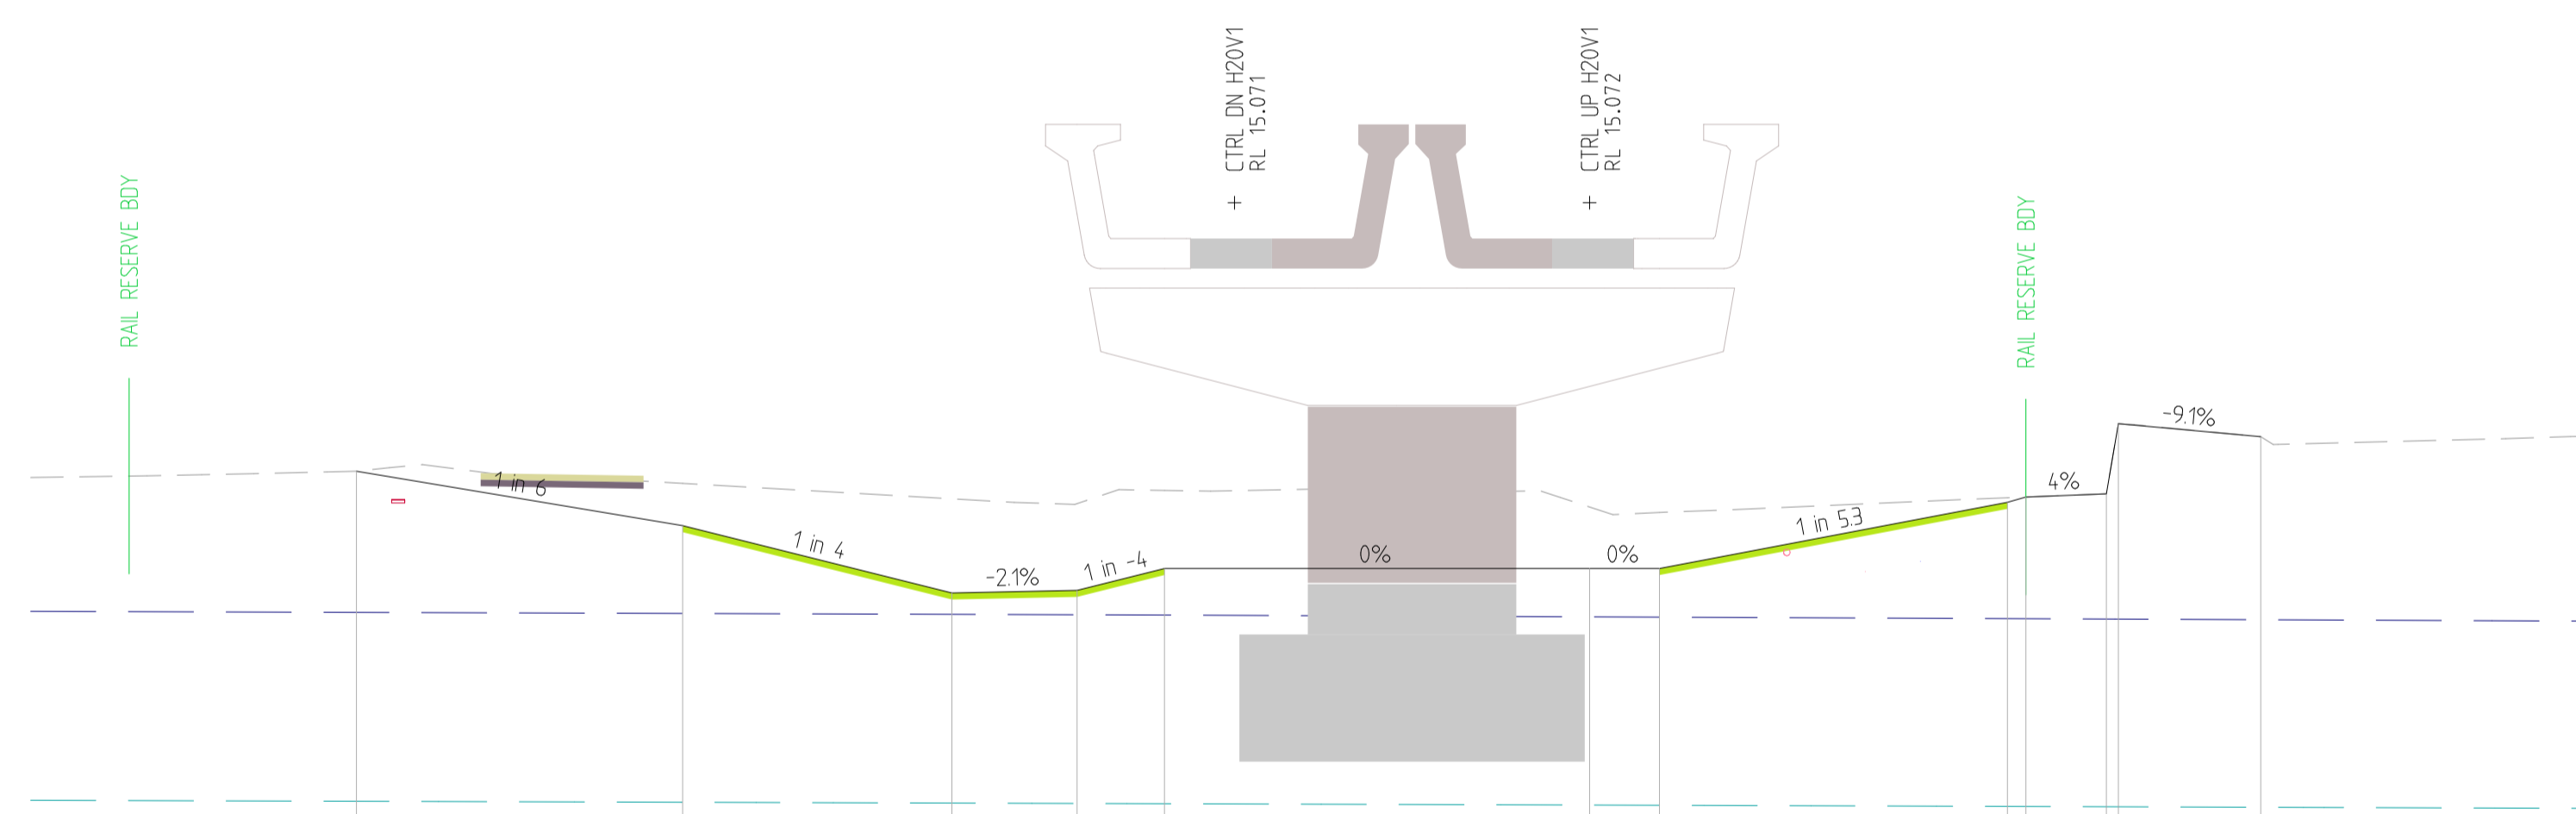 CTRL DN H20V1
RL 15.071
CTRL UP H20V1
RL 15.072
RAIL RESERVE BDY
RAIL RESERVE BDY
-9.1%
1 in 6
4%
1 in 4
1 in 5.3
-2.1%
1 in -4
0%
0%